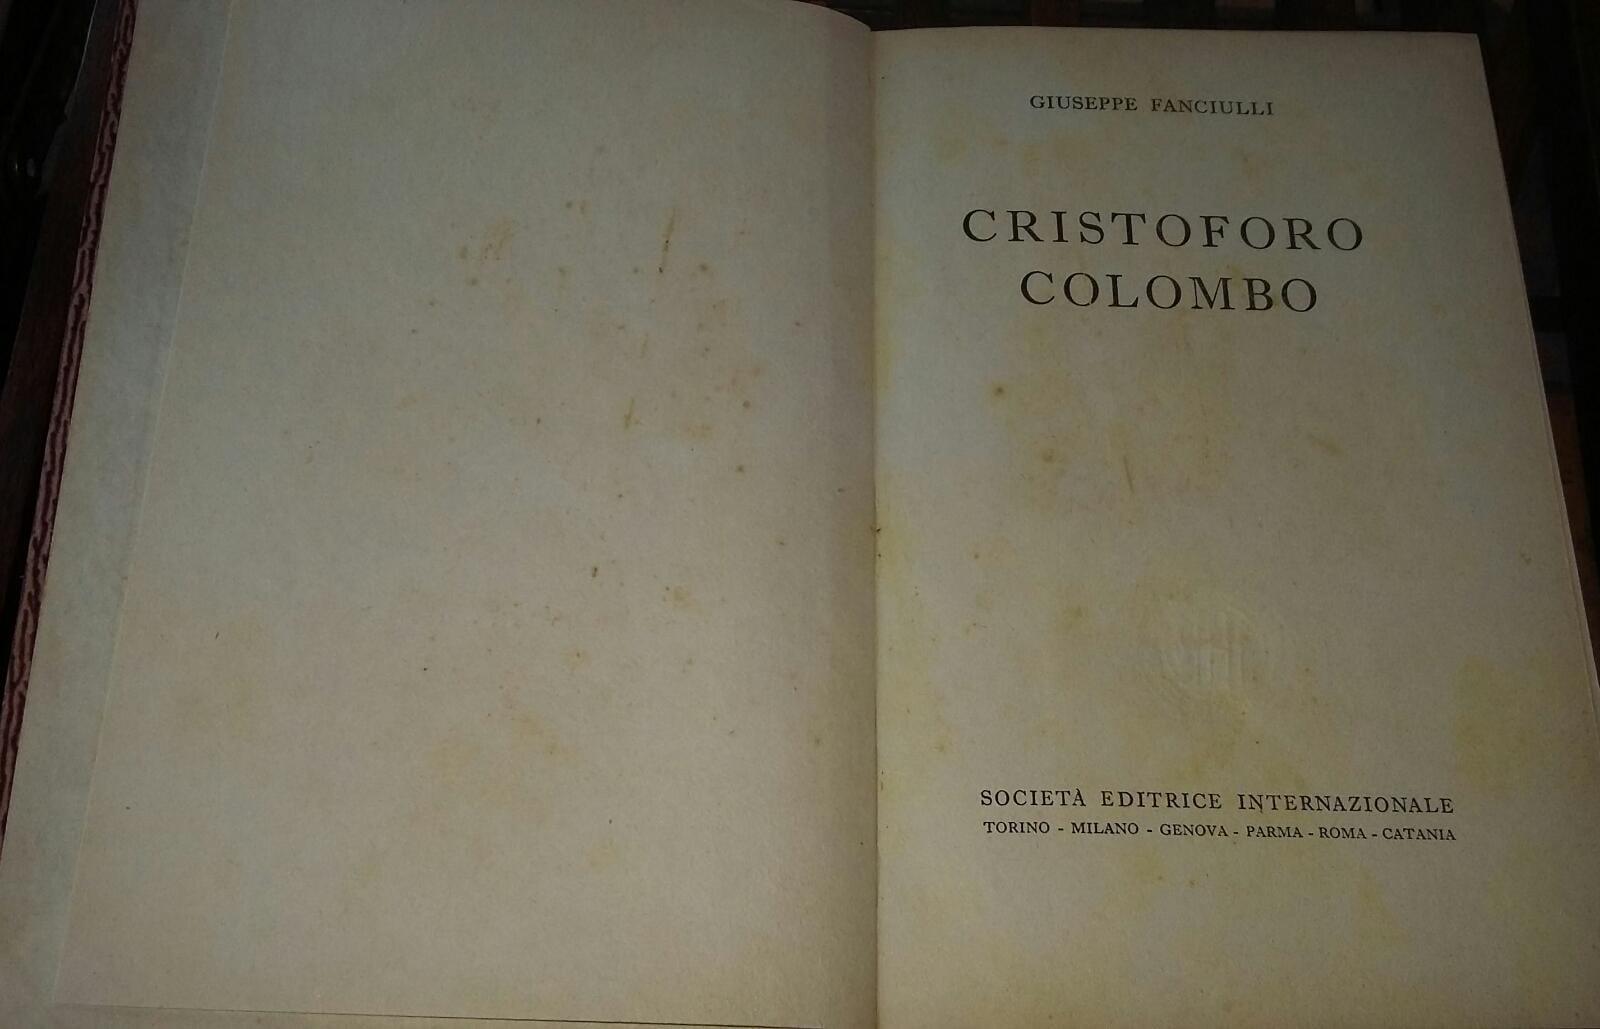 GIUSEPPE FANCIULLI
CRISTOFORO
COLOMBO
SOCIETÀ EDITRICE INTERNAZIONALE
TORINO - MILANO - GENOVA - PARMA - ROMA - CATANIA